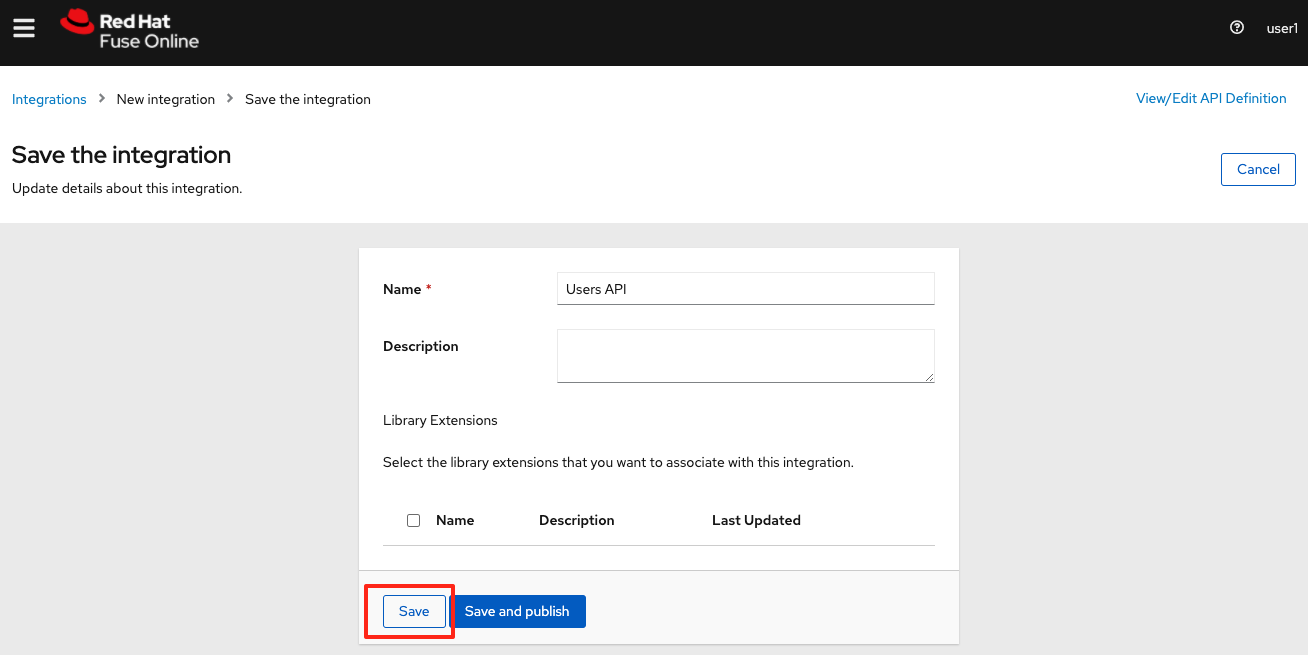 Red Hat
Fuse Online
user1
Integrations > New integration > Save the integration
View/Edit API Definition
Save the integration
Cancel
Update details about this integration.
Name *
Users API
Description
Library Extensions
Select the library extensions that you want to associate with this integration.
Name Description Last Updated
Save Save and publish